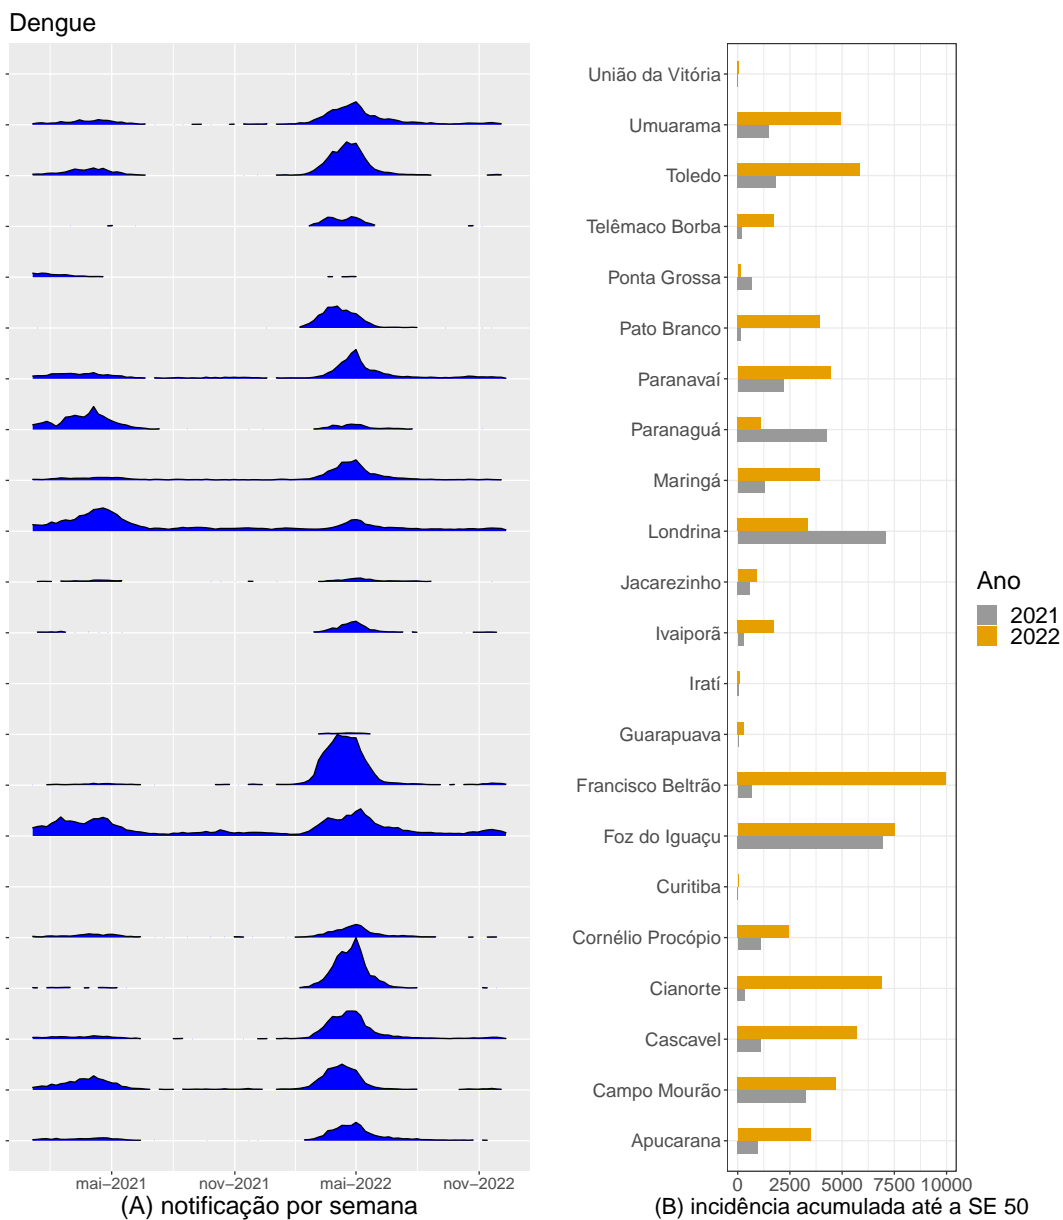 Dengue
União da Vitória
Umuarama
Toledo
Telêmaco Borba
Ponta Grossa
Pato Branco
Paranavaí
Paranaguá
Maringá
Londrina
Jacarezinho
Ivaiporã
Iratí
Guarapuava
Francisco Beltrão
Foz do Iguaçu
Curitiba
Cornélio Procópio
Cianorte
Cascavel
Campo Mourão
Apucarana
Ano
2021
2022
mai−2021 nov−2021 mai−2022 nov−2022
0 2500 5000 7500 10000
(A) notificação por semana
(B) incidência acumulada até a SE 50